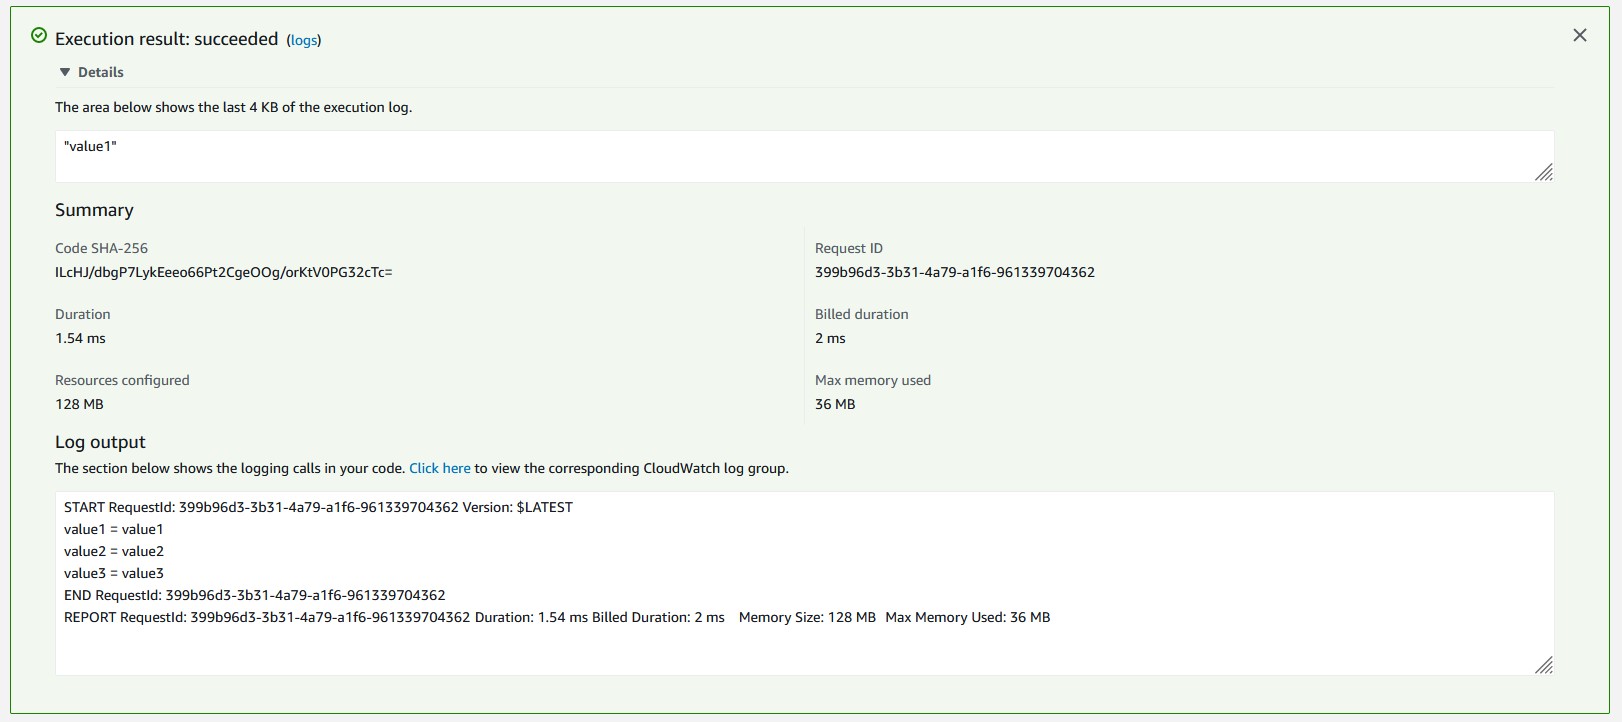 Execution result: succeeded (logs)
Details
The area below shows the last 4 KB of the execution log.
"value1"
Summary
Code SHA-256
ILcHJ/dbgP7LykEeeo66Pt2CgeOOg/orKtV0PG32cTc=
Request ID
399b96d3-3b31-4a79-a1f6-961339704362
Duration
1.54 ms
Billed duration
2 ms
Resources configured
128 MB
Max memory used
36 MB
Log output
The section below shows the logging calls in your code. Click here to view the corresponding CloudWatch log group.
START RequestId: 399b96d3-3b31-4a79-a1f6-961339704362 Version: $LATEST
value1 = value1
value2 = value2
value3 = value3
END RequestId: 399b96d3-3b31-4a79-a1f6-961339704362
REPORT RequestId: 399b96d3-3b31-4a79-a1f6-961339704362 Duration: 1.54 ms Billed Duration: 2 ms Memory Size: 128 MB Max Memory Used: 36 MB